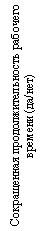 Сокращенная продолжительность рабочего
времени (да/нет)